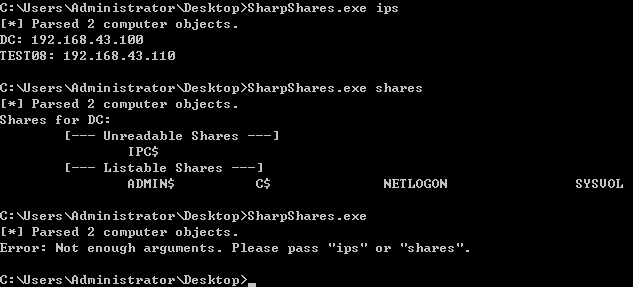 C:\Users\Administrator\Desktop>SharpShares.exe ips
[*] Parsed 2 computer objects.
DC: 192.168.43.100
TEST08: 192.168.43.110
C:\Users\Administrator\Desktop>SharpShares.exe shares
[*] Parsed 2 computer objects.
Shares for DC:
[--- Unreadable Shares ---]
IPC$
[--- Listable Shares ---]
ADMIN$ C$ NETLOGON SYSVOL
C:\Users\Administrator\Desktop>SharpShares.exe
[*] Parsed 2 computer objects.
Error: Not enough arguments. Please pass "ips" or "shares".
C:\Users\Administrator\Desktop>